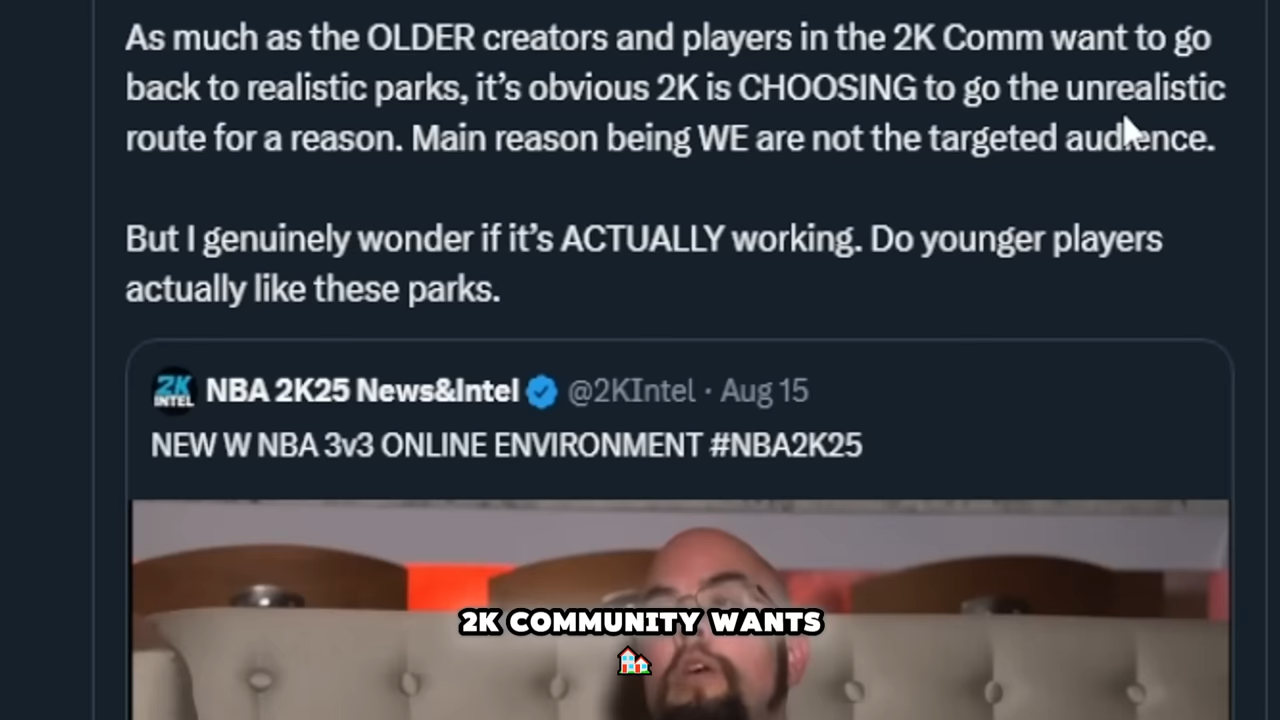 As much as the OLDER creators and players in the 2K Comm want to go
back to realistic parks, it's obvious 2K is CHOOSING to go the unrealistic
route for a reason. Main reason being WE are not the targeted audience.
But I genuinely wonder if it's ACTUALLY working. Do younger players
actually like these parks.
2K INTEL
NBA 2K25 News&Intel @2KIntel · Aug 15
NEW W NBA 3v3 ONLINE ENVIRONMENT #NBA2K25
2K COMMUNITY WANTS